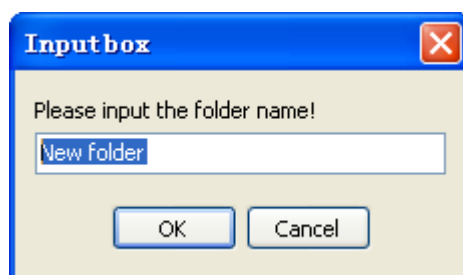 Inputbox
Please input the folder name!
New folder
OK
Cancel